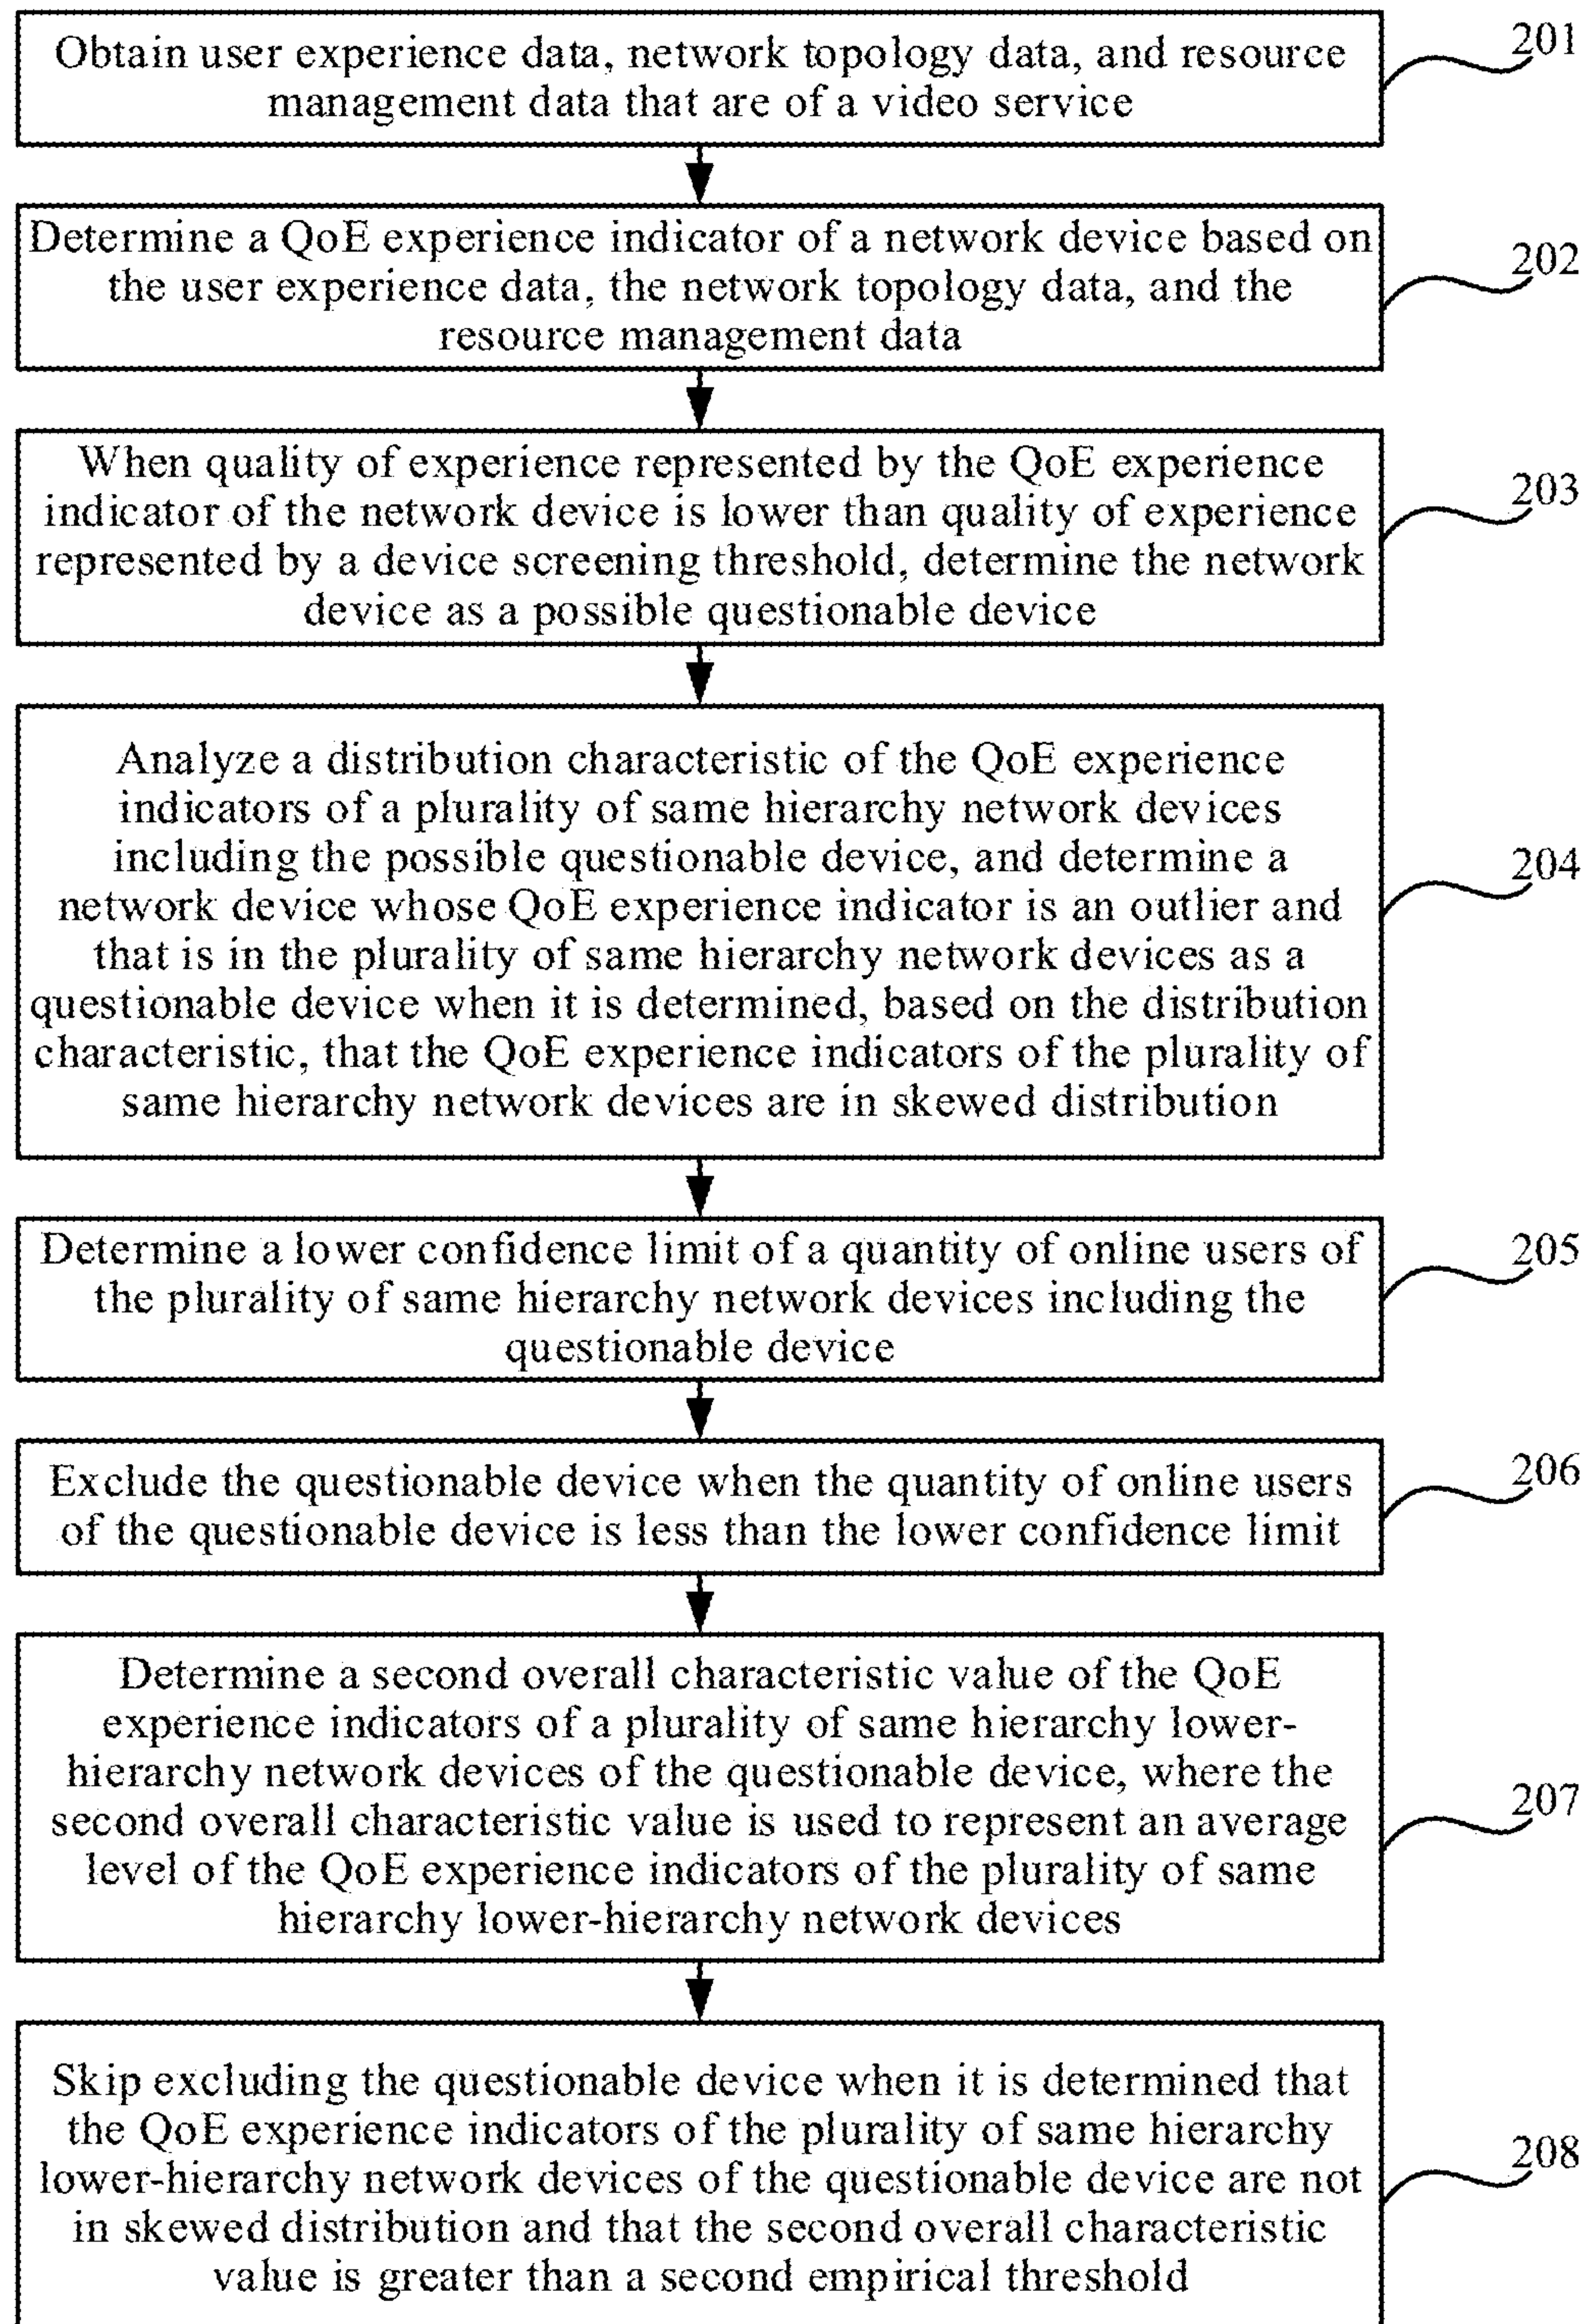 Obtain user experience data, network topology data, and resource
management data that are of a video service
201
Determine a QoE experience indicator of a network device based on
the user experience data, the network topology data, and the
resource management data
202
When quality of experience represented by the QoE experience
indicator of the network device is lower than quality of experience
represented by a device screening threshold, determine the network
device as a possible questionable device
203
Analyze a distribution characteristic of the QoE experience
indicators of a plurality of same hierarchy network devices
including the possible questionable device, and determine a
network device whose QoE experience indicator is an outlier and
that is in the plurality of same hierarchy network devices as a
questionable device when it is determined, based on the distribution
characteristic, that the QoE experience indicators of the plurality of
same hierarchy network devices are in skewed distribution
204
Determine a lower confidence limit of a quantity of online users of
the plurality of same hierarchy network devices including the
questionable device
205
Exclude the questionable device when the quantity of online users
of the questionable device is less than the lower confidence limit
206
Determine a second overall characteristic value of the QoE
experience indicators of a plurality of same hierarchy lower-
hierarchy network devices of the questionable device, where the
second overall characteristic value is used to represent an average
level of the QoE experience indicators of the plurality of same
hierarchy lower-hierarchy network devices
207
Skip excluding the questionable device when it is determined that
the QoE experience indicators of the plurality of same hierarchy
lower-hierarchy network devices of the questionable device are not
in skewed distribution and that the second overall characteristic
value is greater than a second empirical threshold
208